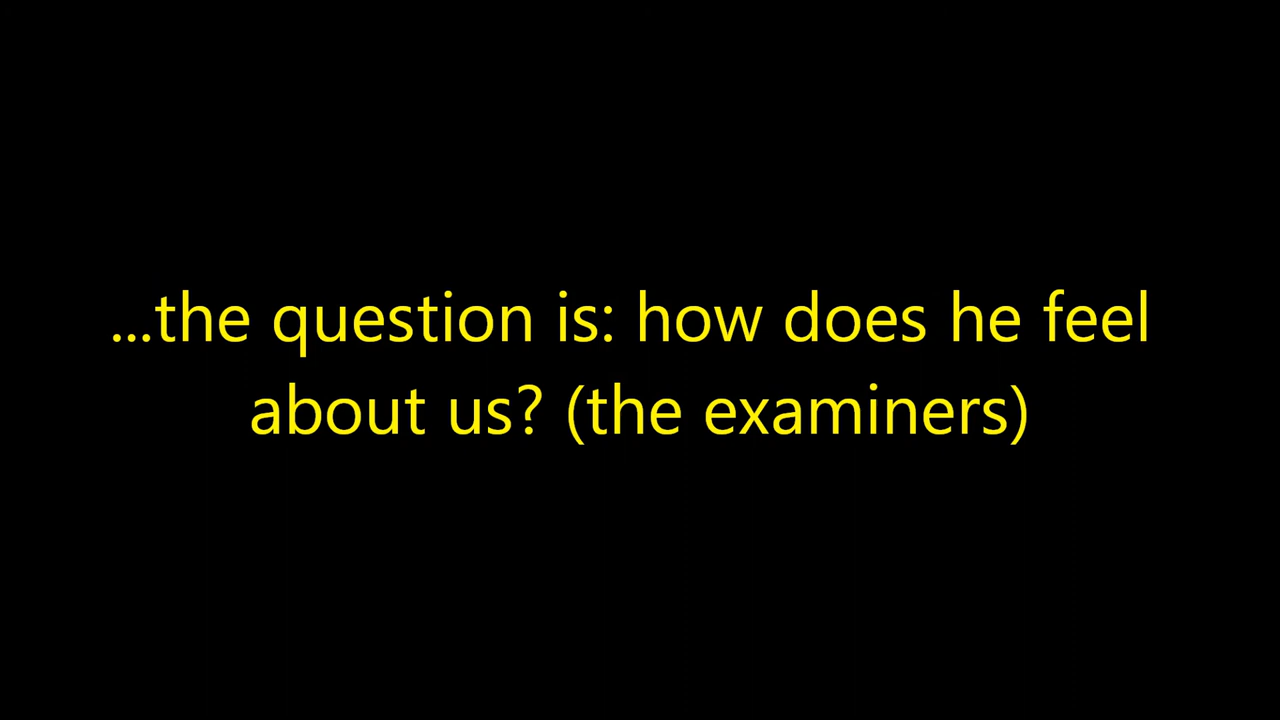 ...the question is: how does he feel
about us? (the examiners)